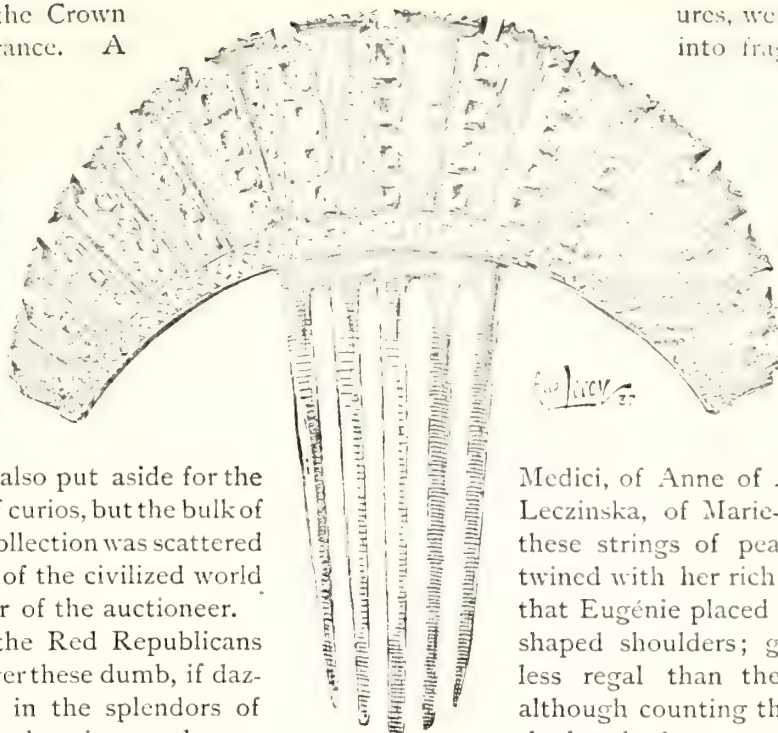 the Crown
rance. A
also put aside for the
f curios, but the bulk of
ollection was scattered
of the civilized world
r of the auctioneer.
the Red Republicans
ver these dumb, if daz-
in the splendors of
ures, we
into
Medici, of Anne of
Leczinska, of Marie-
these strings of pea
twined with her rich
that Eugénie placed
shaped shoulders; g
less regal than the
although counting th